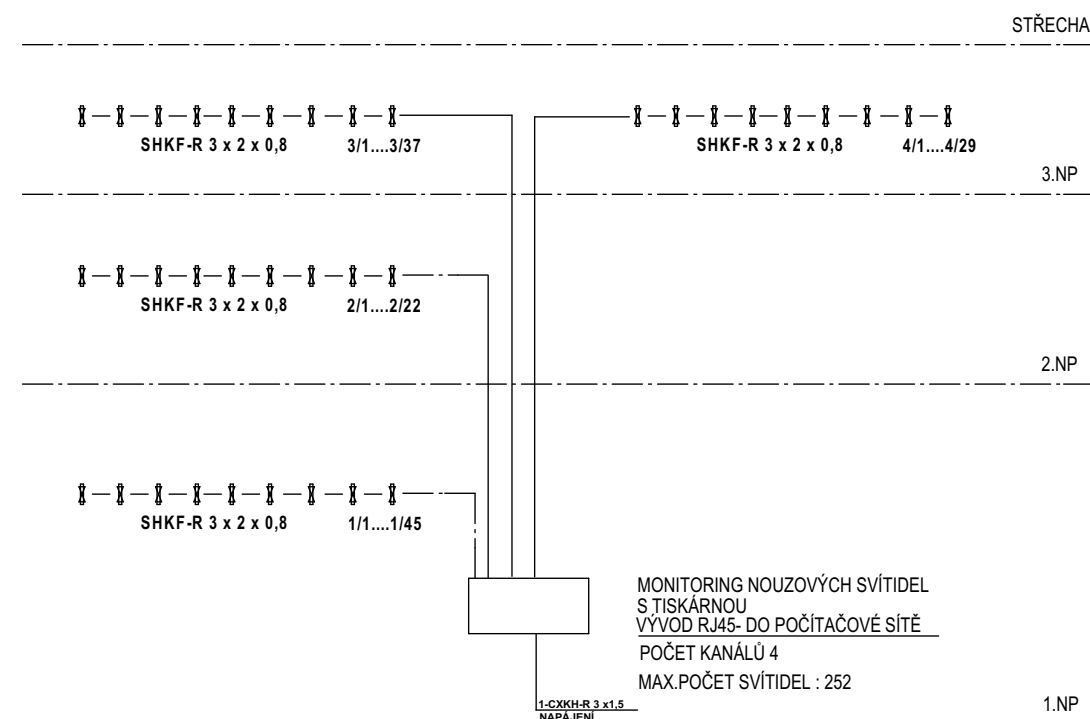 STŘECHA
SHKF-R 3 x 2 x 0,8 3/1....3/37
SHKF-R 3 x 2 x 0,8 4/1....4/29
3.NP
SHKF-R 3 x 2 x 0,8 2/1....2/22
2.NP
SHKF-R 3 x 2 x 0,8 1/1....1/45
MONITORING NOUZOVÝCH SVÍTIDEL
S TISKÁRNOU
VÝVOD RJ45- DO POČÍTAČOVÉ SÍTĚ
POČET KANÁLŮ 4
MAX.POČET SVÍTIDEL : 252
1-CXKH-R 3 x1,5
NAPÁJENÍ
1.NP